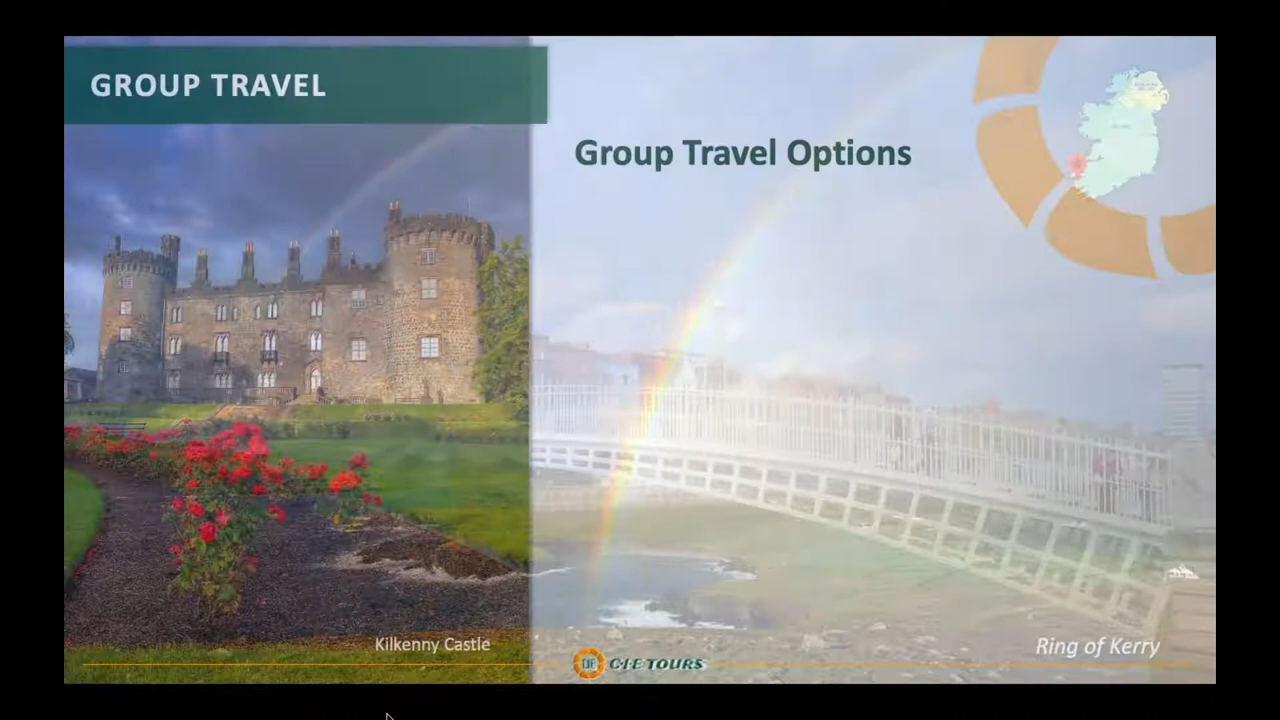 GROUP TRAVEL
Group Travel Options
Kilkenny Castle
Ring of Kerry
CIE
C·I·E TOURS